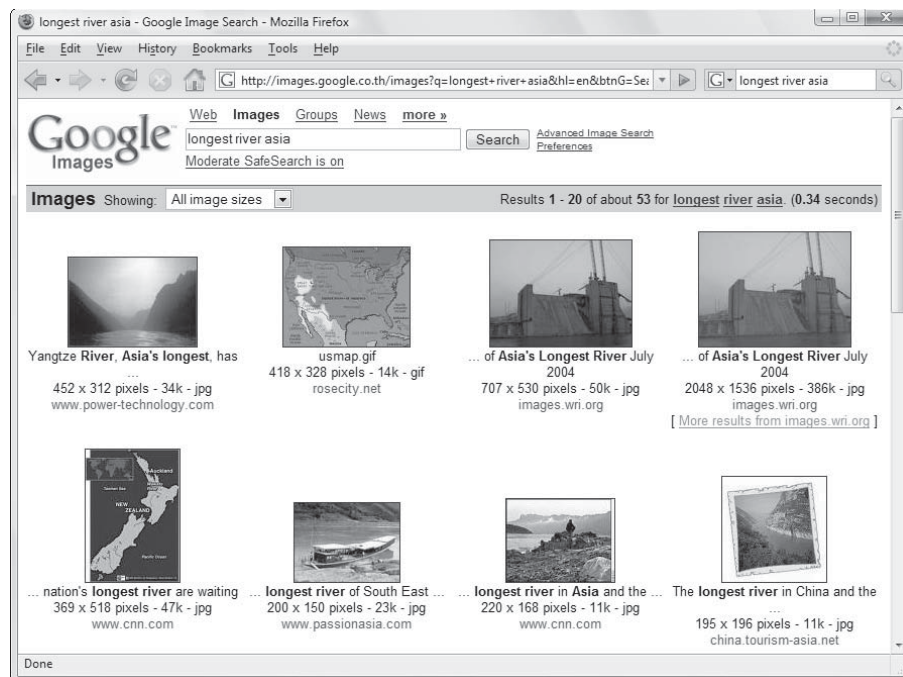 longest river asia - Google Image Search - Mozilla Firefox
File Edit View History Bookmarks Tools Help
G http://images.google.co.th/images?q=longest+river+asia&hl=en&btnG=Sea G longest river asia
Web Images Groups News more »
Google Images
longest river asia Search Advanced Image Search
Preferences
Moderate SafeSearch is on
Images Showing: All image sizes Results 1 - 20 of about 53 for longest river asia. (0.34 seconds)
Yangtze River, Asia's longest, has
...
452 x 312 pixels - 34k - jpg
www.power-technology.com
usmap.gif
418 x 328 pixels - 14k - gif
rosecity.net
... of Asia's Longest River July
2004
707 x 530 pixels - 50k - jpg
images.wri.org
... of Asia's Longest River July
2004
2048 x 1536 pixels - 386k - jpg
images.wri.org
[ More results from images.wri.org ]
Auckland
Tasman Sea
NEW
ZEALAND
Pacific Ocean
... nation's longest river are waiting
369 x 518 pixels - 47k - jpg
www.cnn.com
... longest river of South East ...
200 x 150 pixels - 23k - jpg
www.passionasia.com
... longest river in Asia and the ...
220 x 168 pixels - 11k - jpg
www.cnn.com
The longest river in China and the
...
195 x 196 pixels - 11k - jpg
china.tourism-asia.net
Done